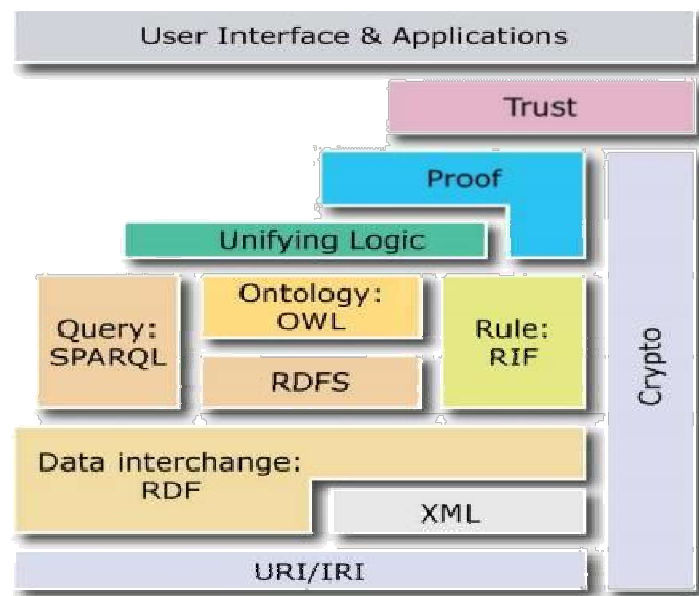 User Interface & Applications
Trust
Proof
Unifying Logic
Query:
SPARQL
Ontology:
OWL
RDFS
Rule:
RIF
Crypto
Data interchange:
RDF
XML
URI/IRI